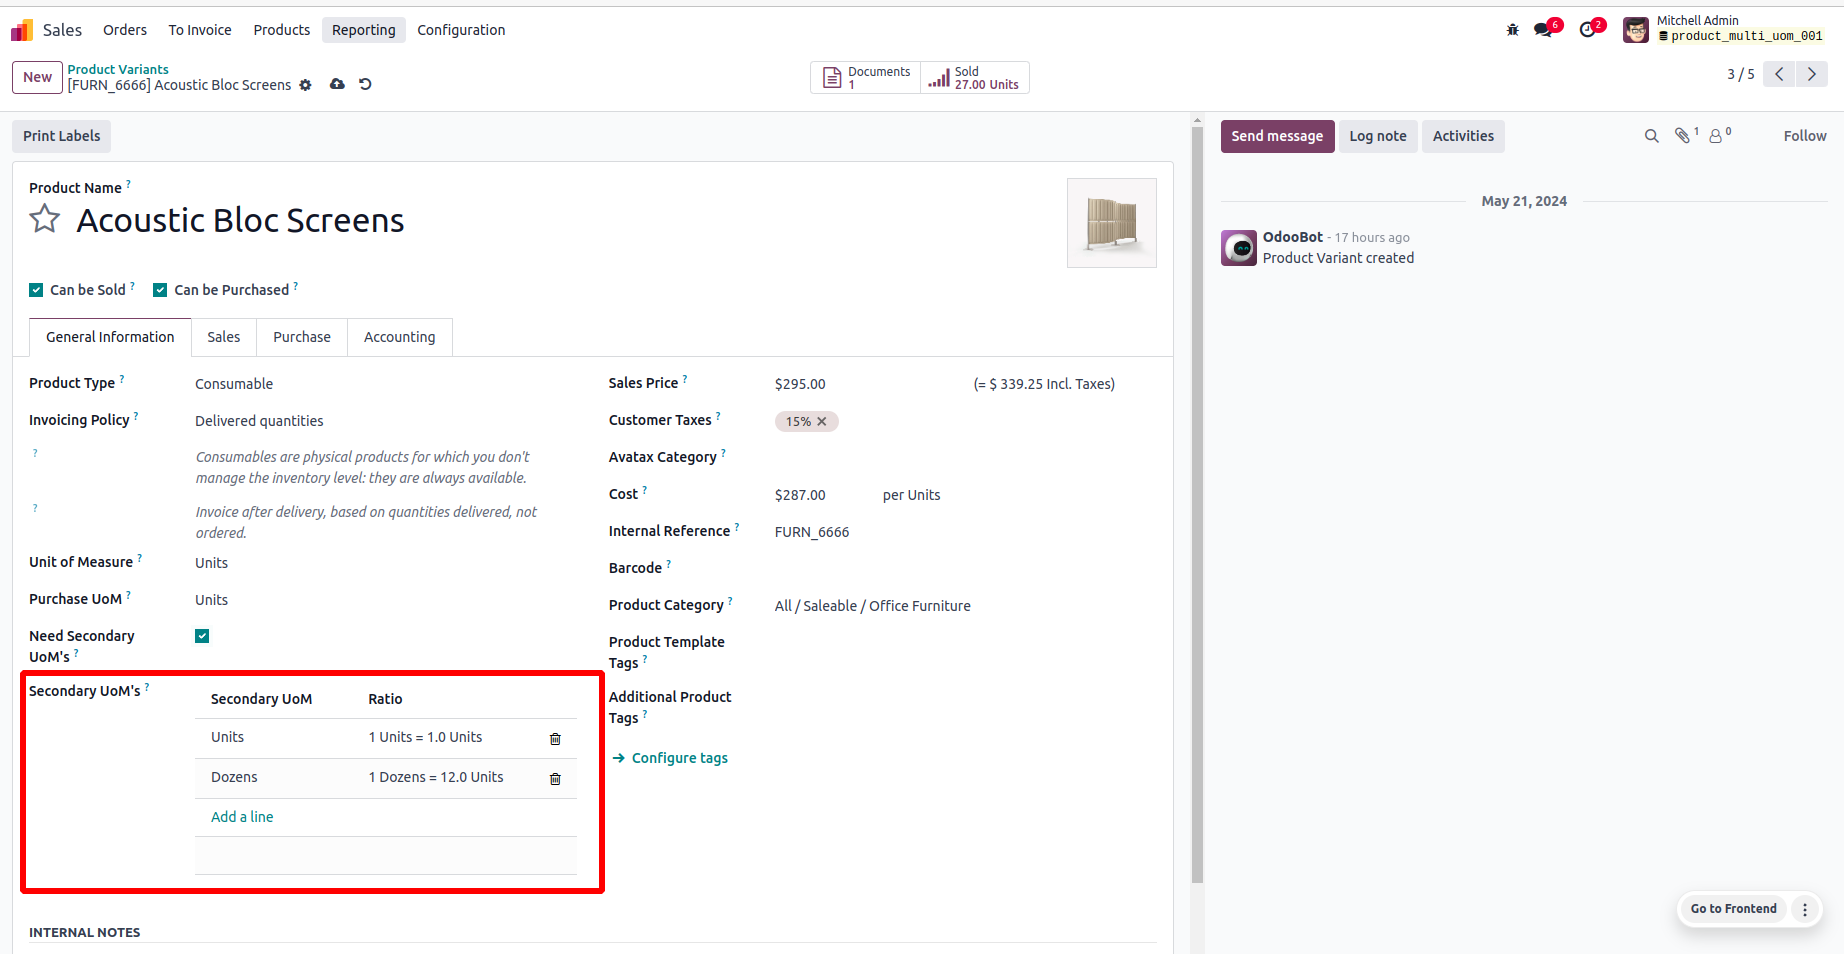 Sales Orders To Invoice Products Reporting Configuration 6 2 Mitchell Admin
product_multi_uom_001
New Product Variants
[FURN_6666] Acoustic Bloc Screens
Documents
1
Sold
27.00 Units
3 / 5
Print Labels
Send message Log note Activities 1 0 Follow
Product Name ?
Acoustic Bloc Screens
Can be Sold ? Can be Purchased ?
General Information Sales Purchase Accounting
Product Type ? Consumable
Invoicing Policy ? Delivered quantities
? Consumables are physical products for which you don't
manage the inventory level: they are always available.
? Invoice after delivery, based on quantities delivered, not
ordered.
Unit of Measure ? Units
Purchase UoM ? Units
Need Secondary
UoM's ?
Secondary UoM's ?
Secondary UoM Ratio
Units 1 Units = 1.0 Units
Dozens 1 Dozens = 12.0 Units
Add a line
Sales Price ? $295.00 (= $ 339.25 Incl. Taxes)
Customer Taxes ? 15% ×
Avatax Category ?
Cost ? $287.00 per Units
Internal Reference ? FURN_6666
Barcode ?
Product Category ? All / Saleable / Office Furniture
Product Template
Tags ?
Additional Product
Tags ?
→ Configure tags
INTERNAL NOTES
May 21, 2024
OdooBot - 17 hours ago
Product Variant created
Go to Frontend